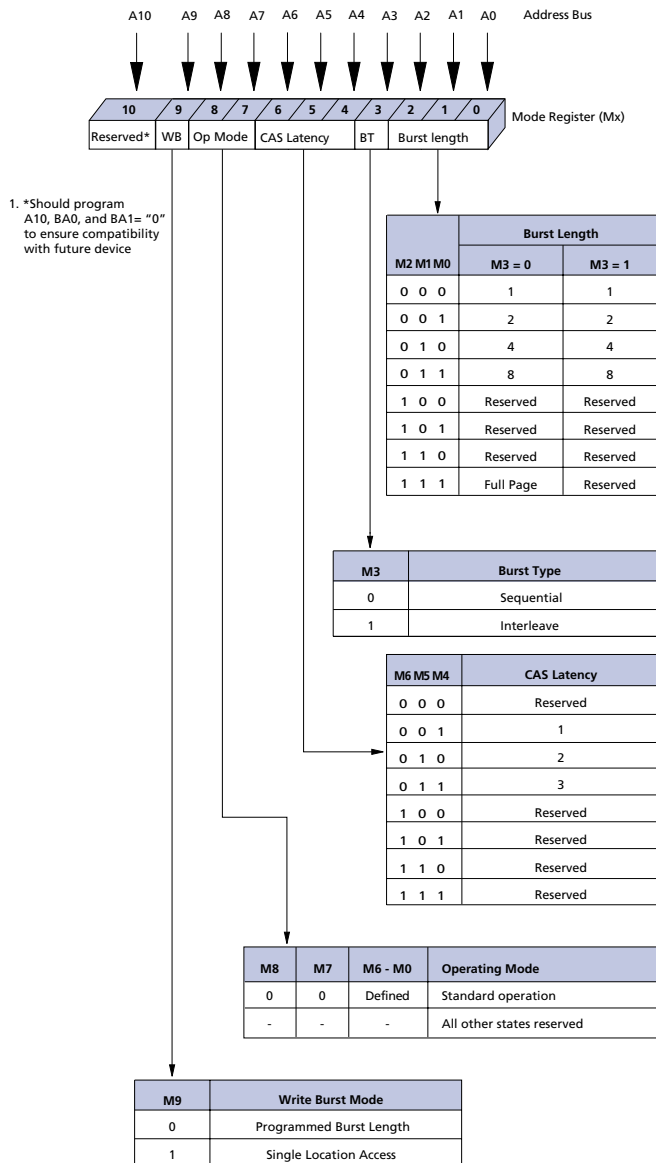 A10 A9 A8 A7 A6 A5 A4 A3 A2 A1 A0 Address Bus
10 9 8 7 6 5 4 3 2 1 0
Mode Register (Mx)
Reserved* WB Op Mode CAS Latency BT Burst length
1. *Should program
A10, BA0, and BA1= “0”
to ensure compatibility
with future device
Burst Length
M2 M1 M0 M3 = 0 M3 = 1
0 0 0 1 1
0 0 1 2 2
0 1 0 4 4
0 1 1 8 8
1 0 0 Reserved Reserved
1 0 1 Reserved Reserved
1 1 0 Reserved Reserved
1 1 1 Full Page Reserved
M3 Burst Type
0 Sequential
1 Interleave
M6 M5 M4 CAS Latency
0 0 0 Reserved
0 0 1 1
0 1 0 2
0 1 1 3
1 0 0 Reserved
1 0 1 Reserved
1 1 0 Reserved
1 1 1 Reserved
M8 M7 M6 - M0 Operating Mode
0 0 Defined Standard operation
- - - All other states reserved
M9 Write Burst Mode
0 Programmed Burst Length
1 Single Location Access